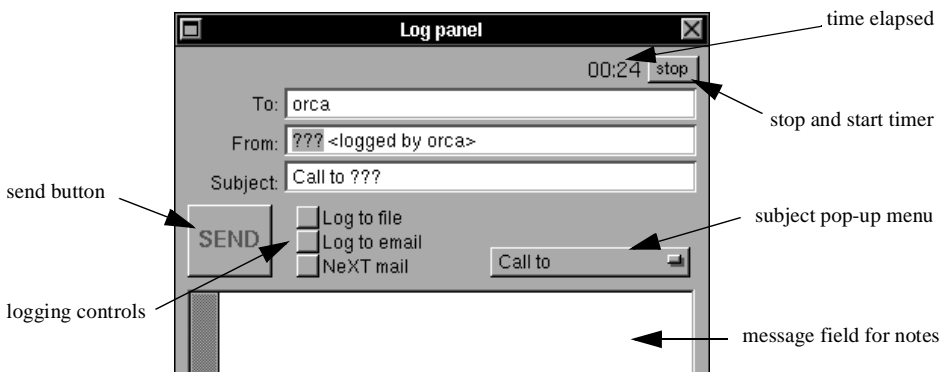 time elapsed
Log panel
00:24 stop
To: orca
stop and start timer
From: ??? <logged by orca>
Subject: Call to ???
send button
subject pop-up menu
SEND
Log to file
Log to email
NeXT mail
Call to
logging controls
message field for notes